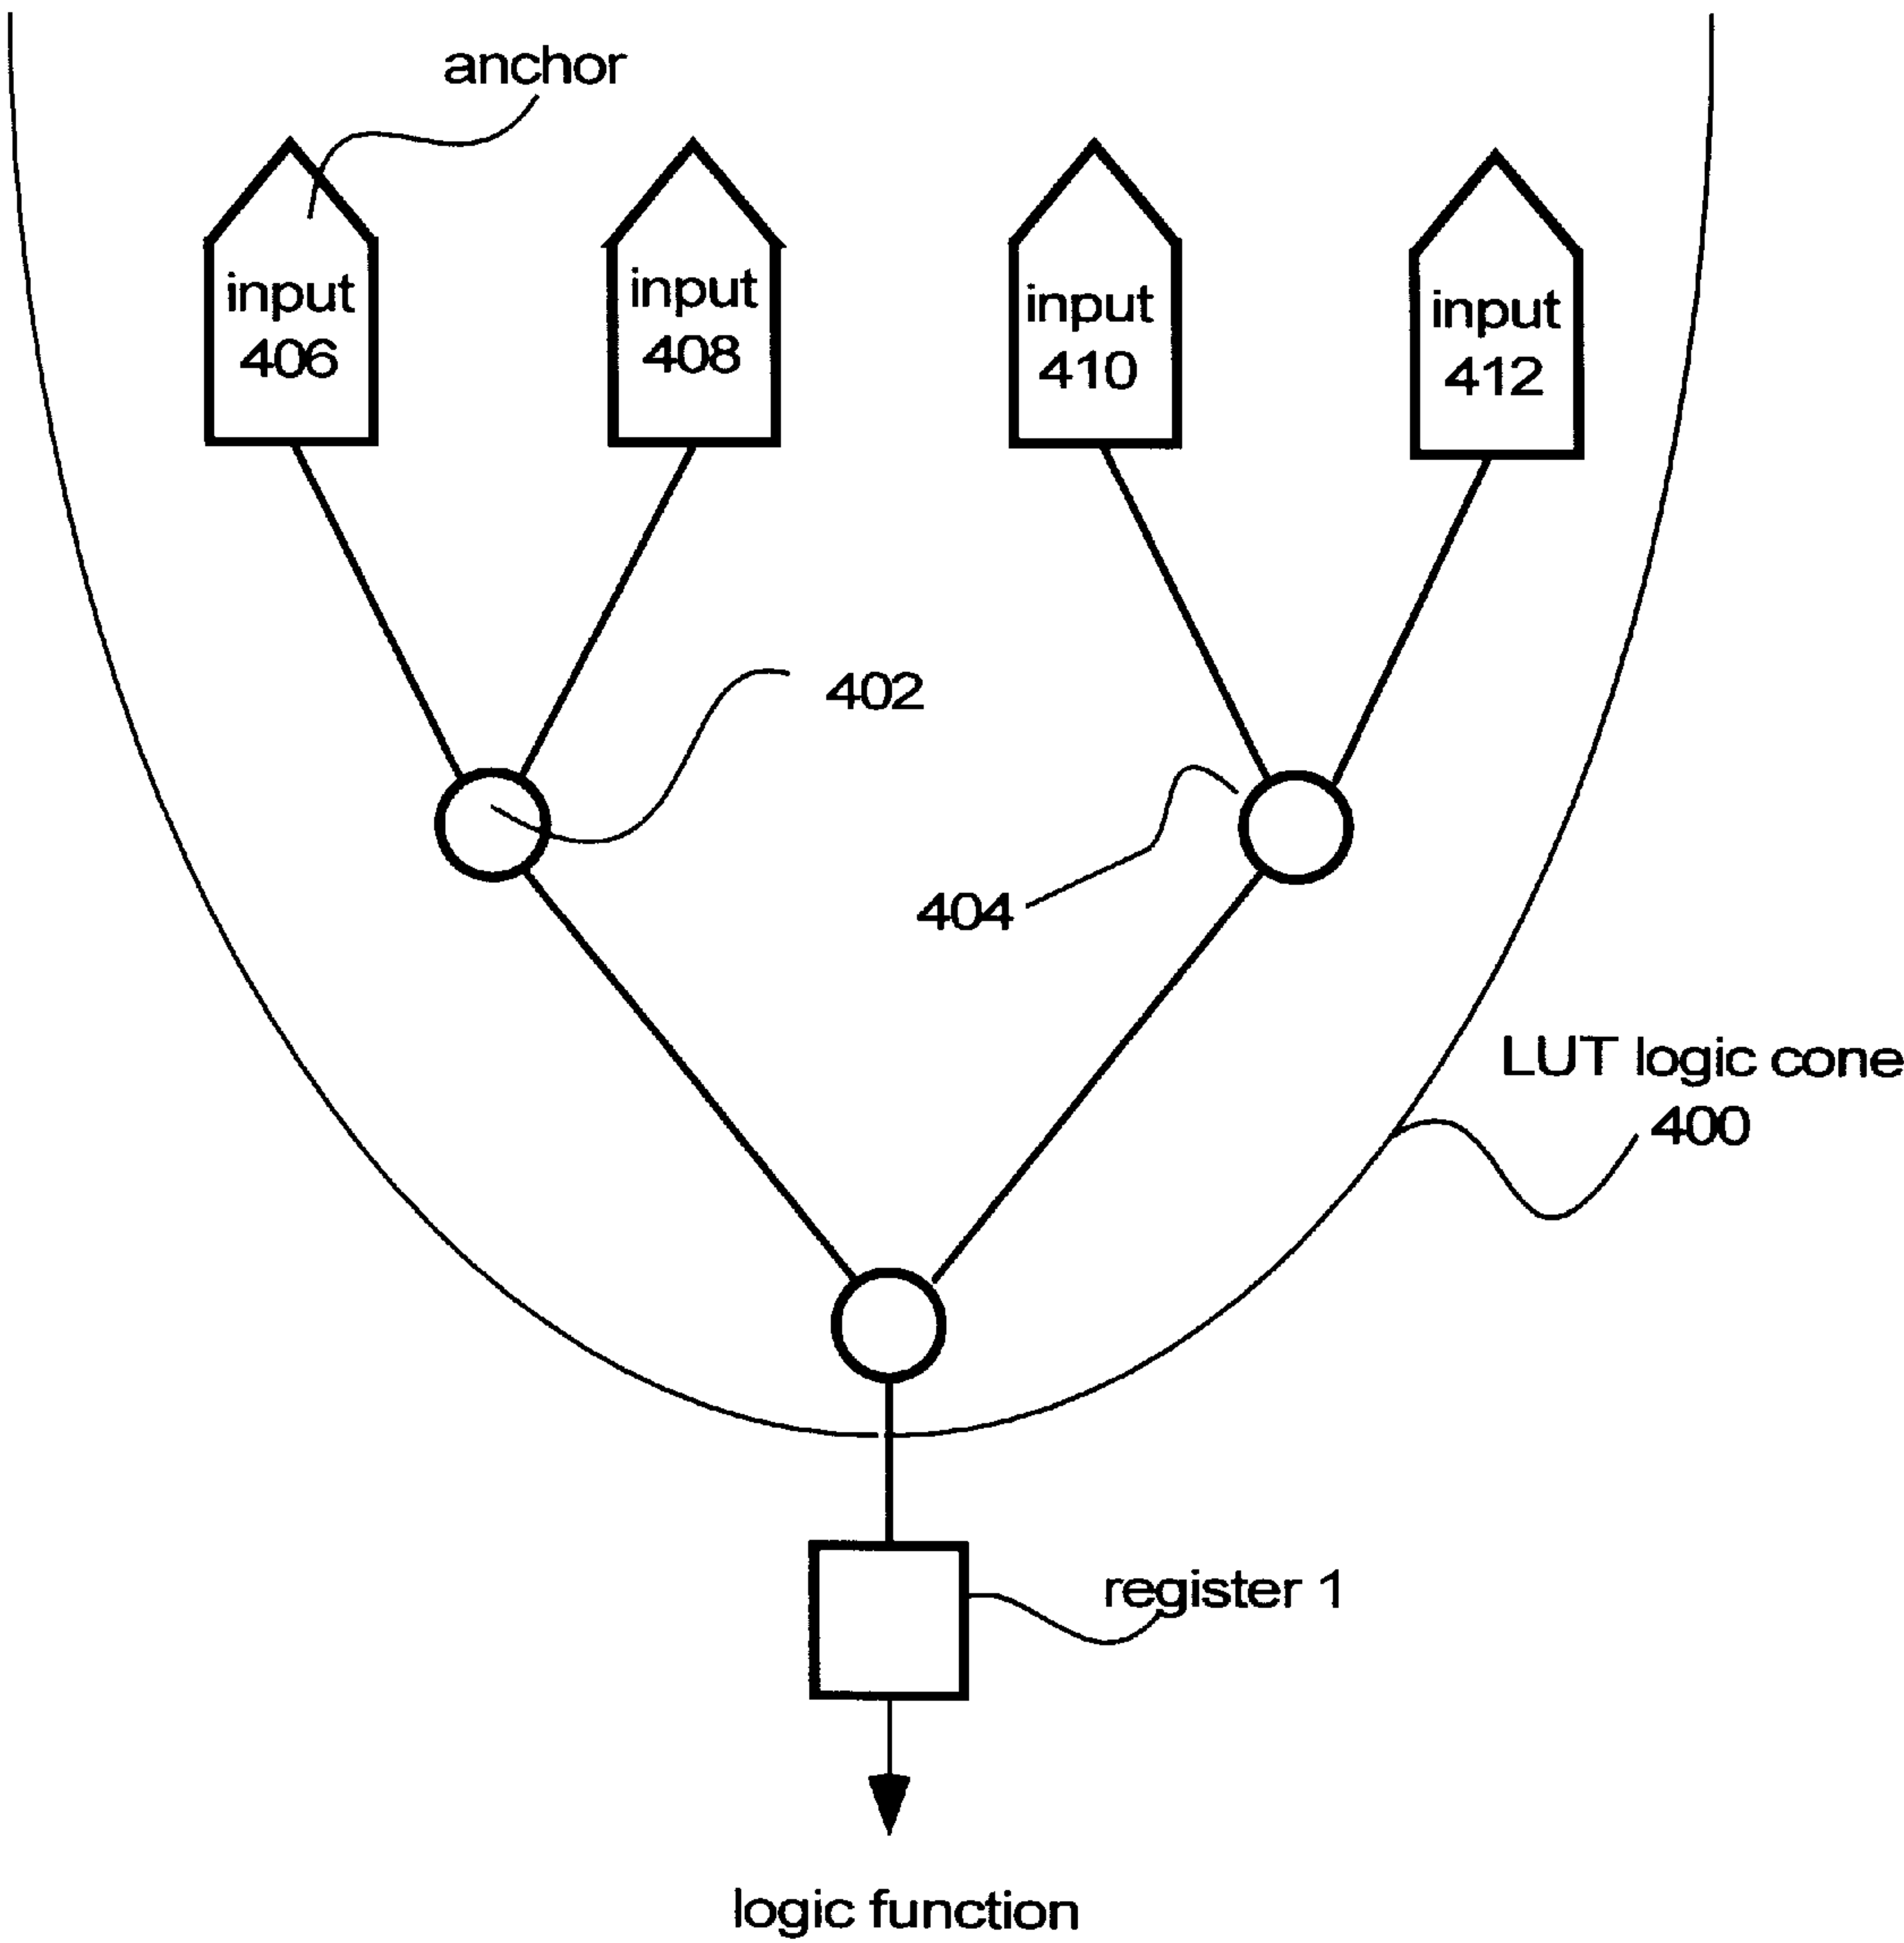 anchor
input
406
input
408
input
410
input
412
402
404
LUT logic cone
400
register 1
logic function